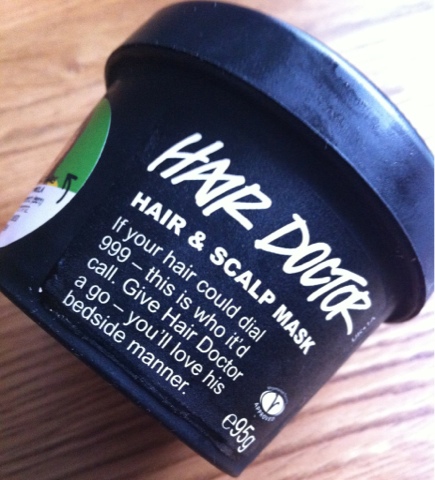 HAIR DOCTOR
HAIR & SCALP MASK
If your hair could dial
999 – this is who it'd
call. Give Hair Doctor
a go – you'll love his
bedside manner.
℮95g